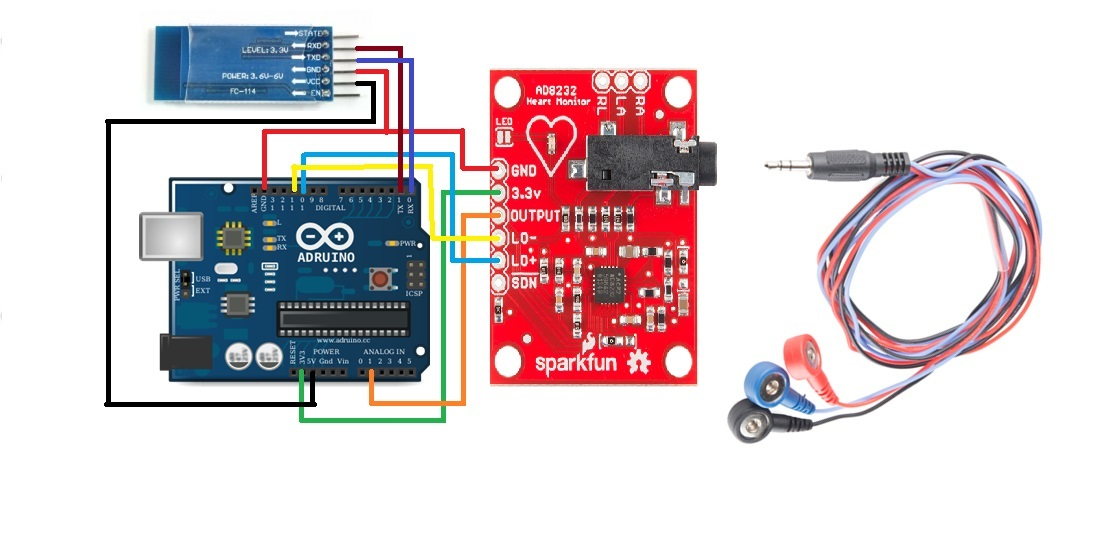 STATE
RXD
LEVEL:3.3V
TXD
GND
POWER:3.6V-6V
VCC
FC-114
EN
AD8232
Heart Monitor
RL LA RA
LED
GND
3.3v
OUTPUT
LO-
LO+
SDN
sparkfun
AREF
GND
13
12
11
10
9
8
7
6
5
4
3
2
1
0
DIGITAL
TX
RX
L
TX
RX
PWR
ADRUINO
1
ICSP
PWR SEL
USB
EXT
www.adruino.cc
RESET
3V3
POWER
ANALOG IN
5V Gnd Vin
0 1 2 3 4 5